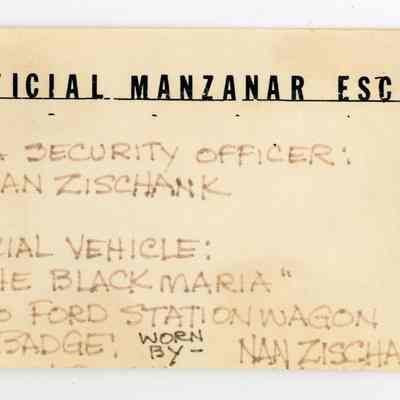 FICIAL MANZANAR ESC
A SECURITY OFFICER:
NAN ZISCHANK
CIAL VEHICLE:
HE BLACK MARIA"
O FORD STATION WAGON
BADGE! WORN BY- NAN ZISCHA